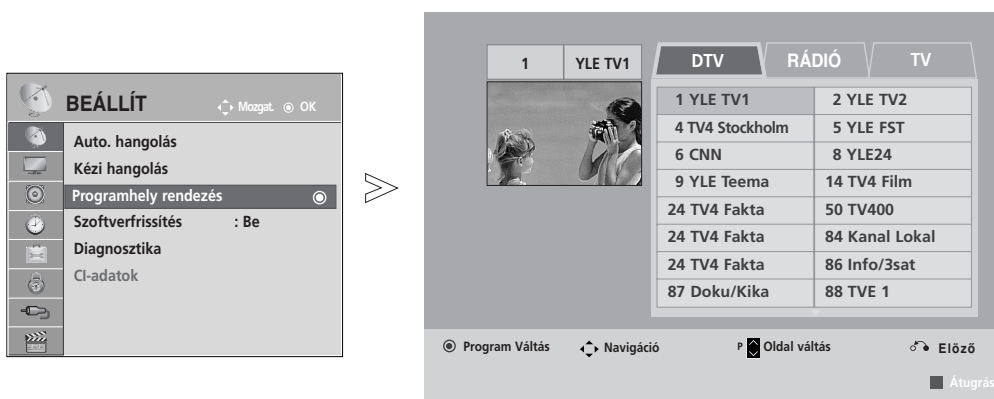 BEÁLLÍT Mozgat. OK
Auto. hangolás
Kézi hangolás
Programhely rendezés
Szoftverfrissítés : Be
Diagnosztika
CI-adatok
1 YLE TV1
DTV RÁDIÓ TV
1 YLE TV1 2 YLE TV2
4 TV4 Stockholm 5 YLE FST
6 CNN 8 YLE24
9 YLE Teema 14 TV4 Film
24 TV4 Fakta 50 TV400
24 TV4 Fakta 84 Kanal Lokal
24 TV4 Fakta 86 Info/3sat
87 Doku/Kika 88 TVE 1
Program Váltás Navigáció P Oldal váltás Elözö
Átugrás